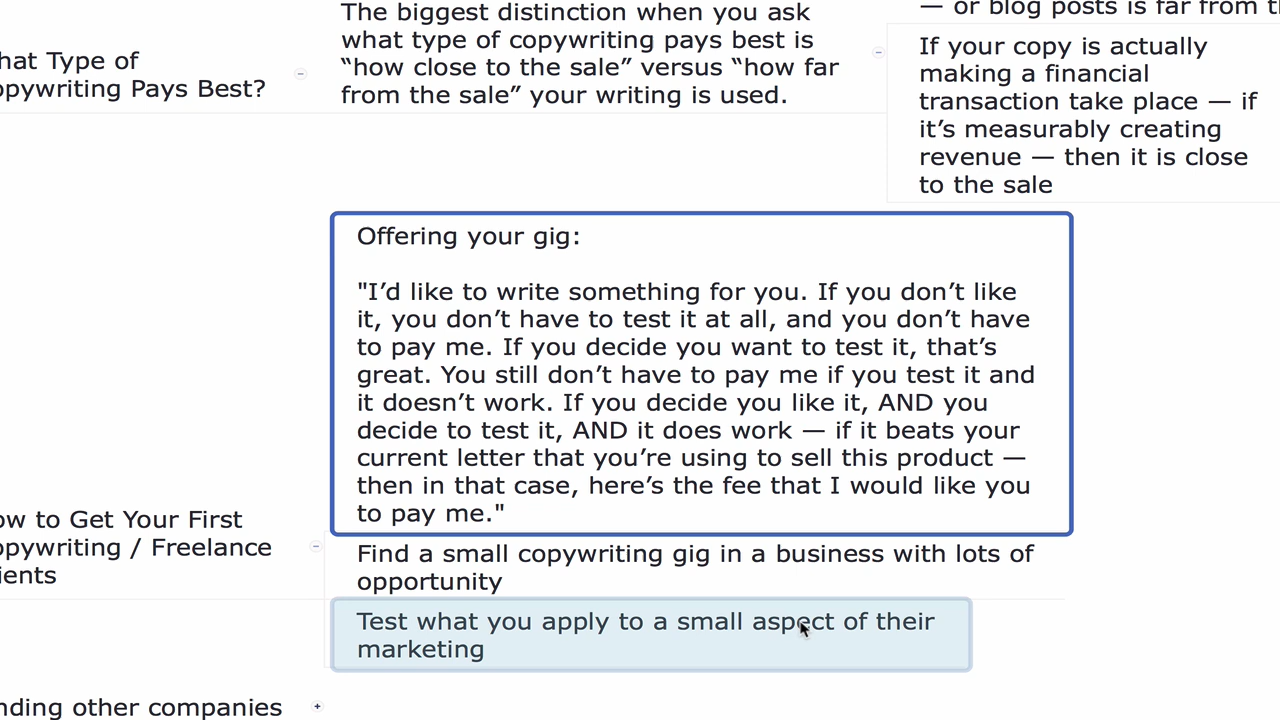 hat Type of
opywriting Pays Best?
The biggest distinction when you ask
what type of copywriting pays best is
“how close to the sale” versus “how far
from the sale” your writing is used.
— or blog posts is far from t
If your copy is actually
making a financial
transaction take place — if
it’s measurably creating
revenue — then it is close
to the sale
ow to Get Your First
opywriting / Freelance
ients
Offering your gig:
"I’d like to write something for you. If you don’t like
it, you don’t have to test it at all, and you don’t have
to pay me. If you decide you want to test it, that’s
great. You still don’t have to pay me if you test it and
it doesn’t work. If you decide you like it, AND you
decide to test it, AND it does work — if it beats your
current letter that you’re using to sell this product —
then in that case, here’s the fee that I would like you
to pay me."
Find a small copywriting gig in a business with lots of
opportunity
Test what you apply to a small aspect of their
marketing
nding other companies